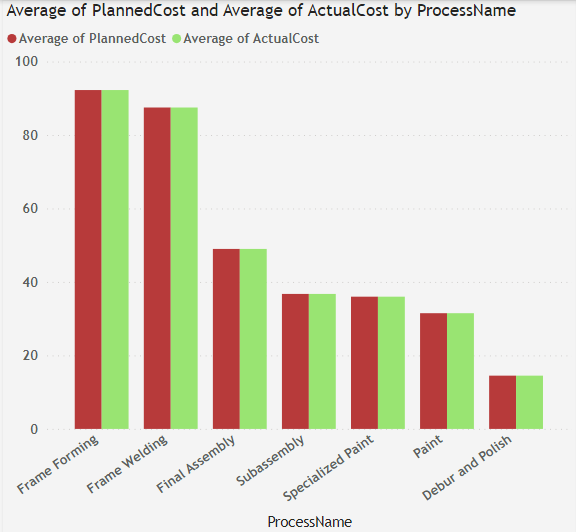 Average of PlannedCost and Average of ActualCost by ProcessName
Average of PlannedCost Average of ActualCost
100
80
60
40
20
0
Frame Forming
Frame Welding
Final Assembly
Subassembly
Specialized Paint
Paint
Debur and Polish
ProcessName